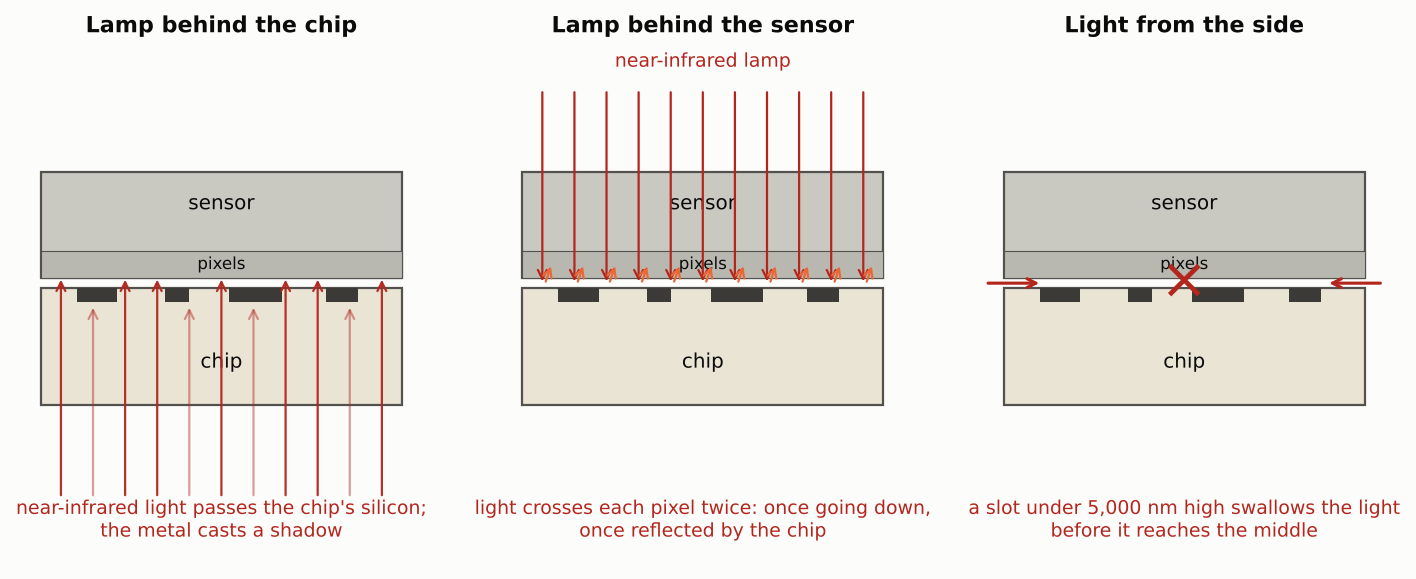 Lamp behind the chip
sensor
pixels
chip
near-infrared light passes the chip's silicon;
the metal casts a shadow
Lamp behind the sensor
near-infrared lamp
sensor
pixels
chip
light crosses each pixel twice: once going down,
once reflected by the chip
Light from the side
sensor
pixels
chip
a slot under 5,000 nm high swallows the light
before it reaches the middle